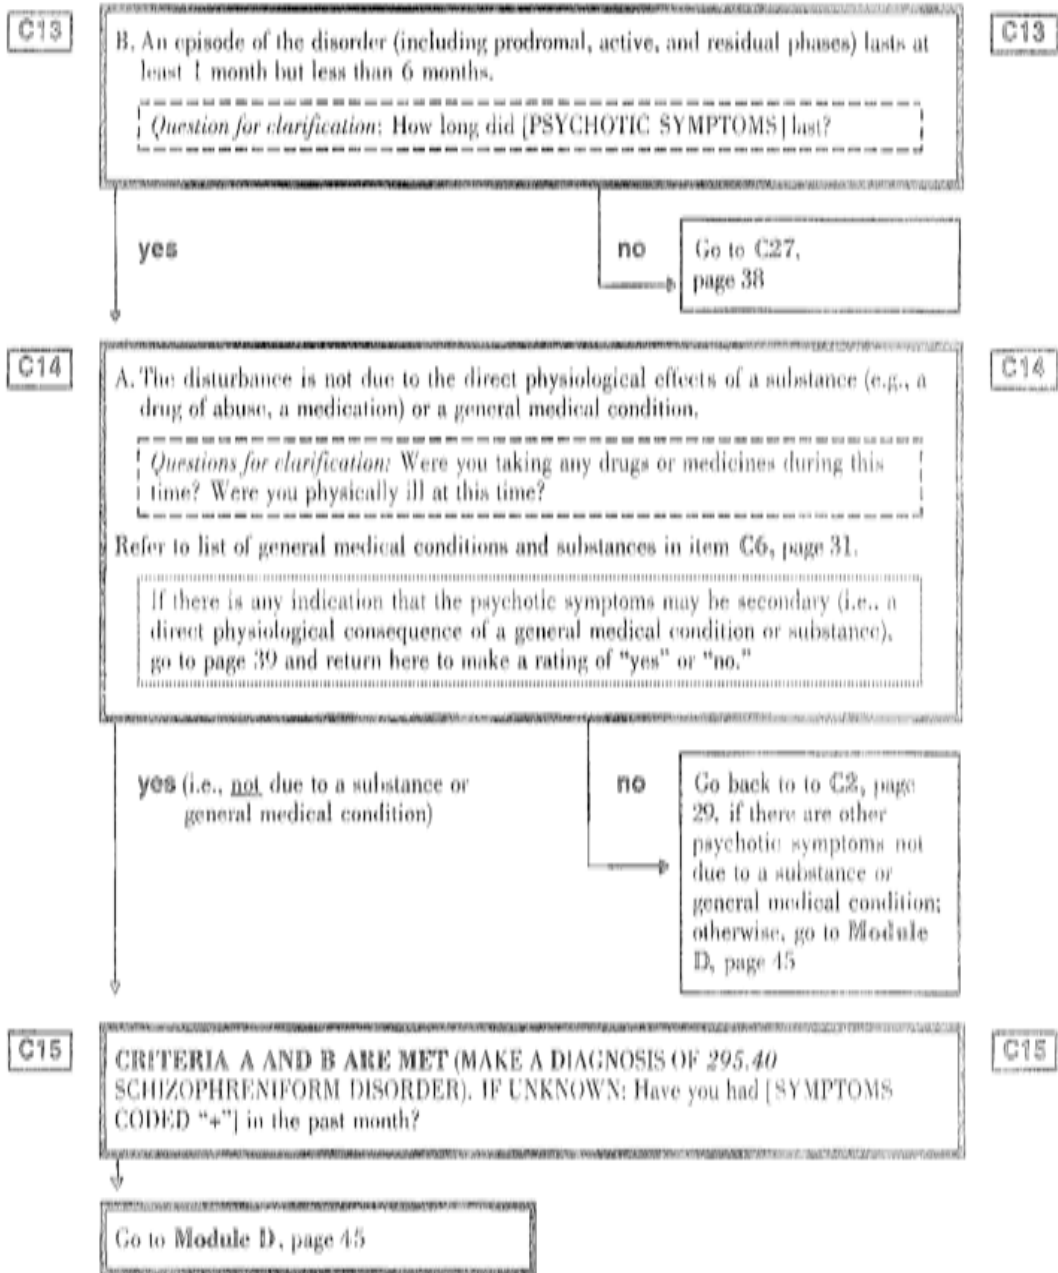 C13
C13
B. An episode of the disorder (including prodromal, active, and residual phases) lasts at
least 1 month but less than 6 months.
Question for clarification: How long did [PSYCHOTIC SYMPTOMS] last?
yes
no
Go to C27,
page 38
C14
C14
A. The disturbance is not due to the direct physiological effects of a substance (e.g., a
drug of abuse, a medication) or a general medical condition.
Questions for clarification: Were you taking any drugs or medicines during this
time? Were you physically ill at this time?
Refer to list of general medical conditions and substances in item C6, page 31.
If there is any indication that the psychotic symptoms may be secondary (i.e., a
direct physiological consequence of a general medical condition or substance),
go to page 39 and return here to make a rating of "yes" or "no."
yes (i.e., not due to a substance or
general medical condition)
no
Go back to to C2, page
29, if there are other
psychotic symptoms not
due to a substance or
general medical condition;
otherwise, go to Module
D, page 45
C15
C15
CRITERIA A AND B ARE MET (MAKE A DIAGNOSIS OF 295.40
SCHIZOPHRENIFORM DISORDER). IF UNKNOWN: Have you had [SYMPTOMS
CODED "+"] in the past month?
Go to Module D, page 45